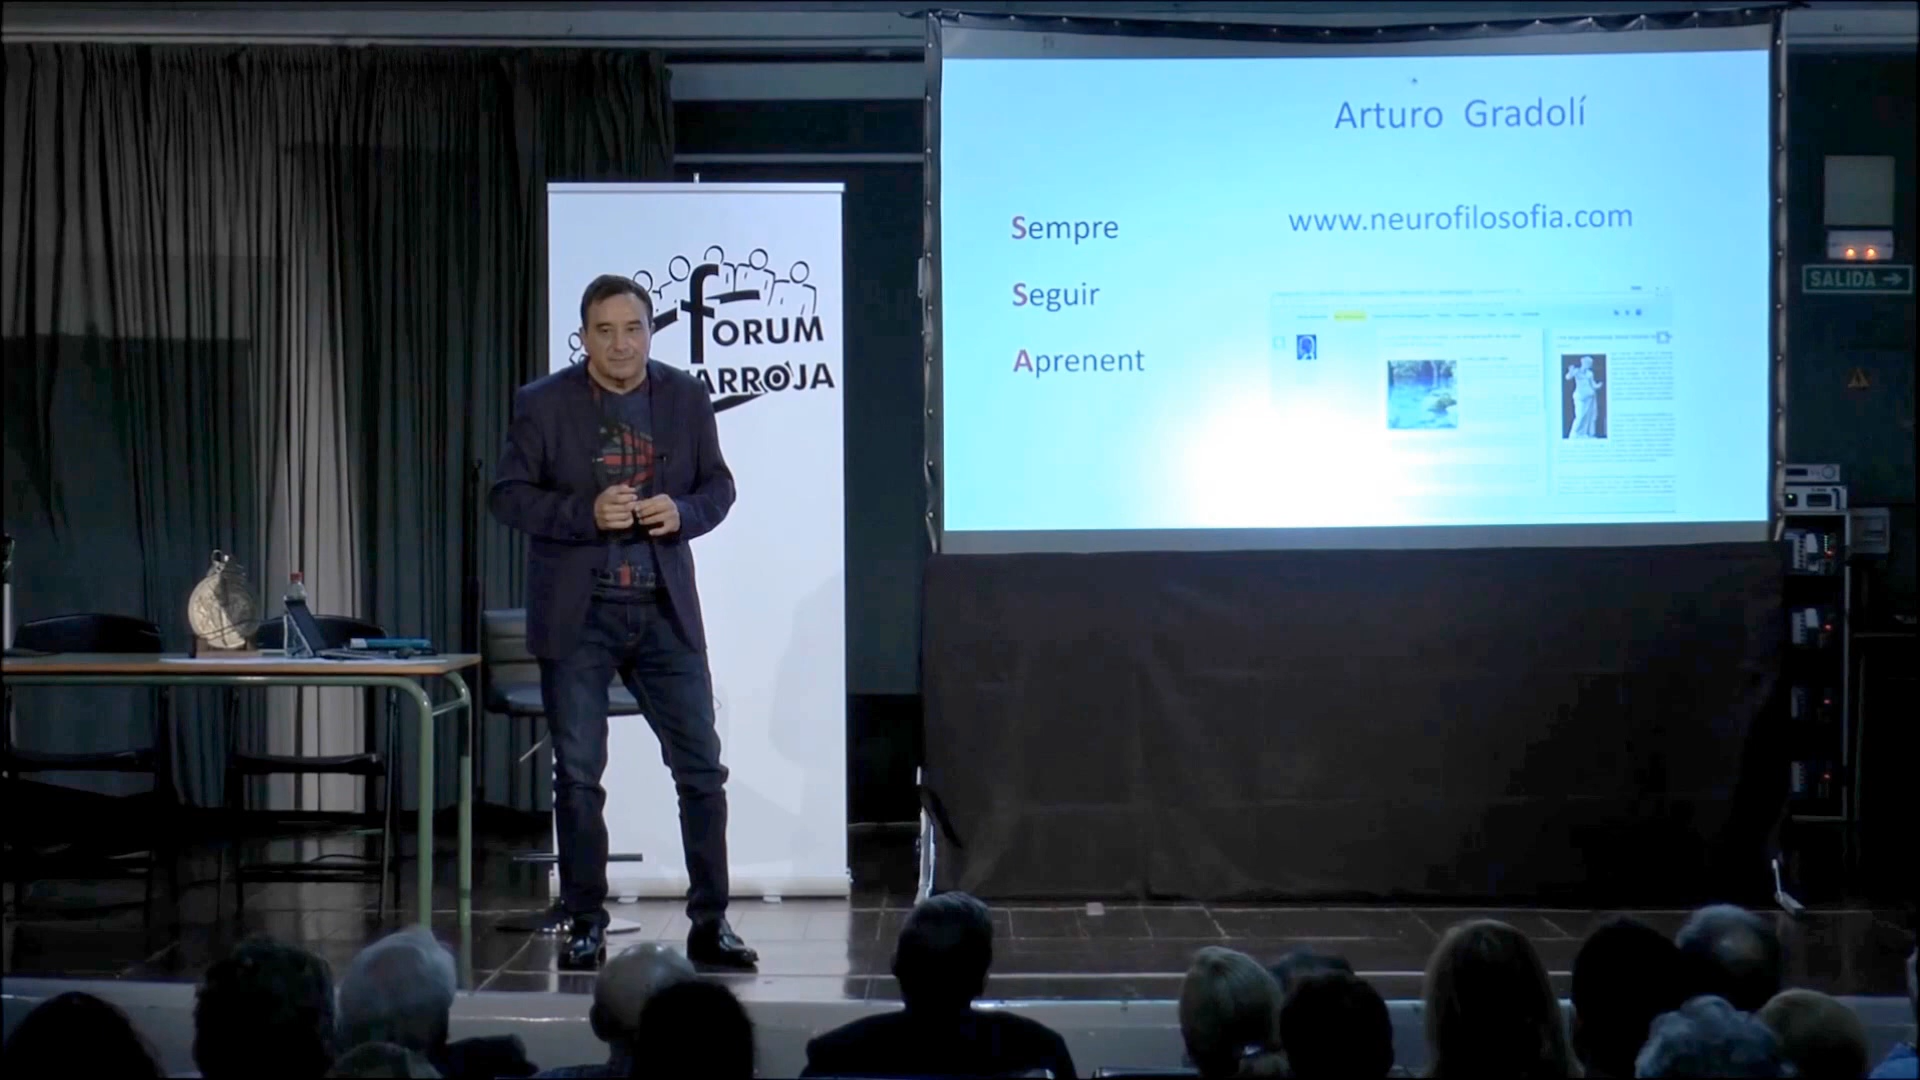 Arturo Gradolí
www.neurofilosofia.com
Sempre
Seguir
Aprenent
fORUM
ARROJA
SALIDA →